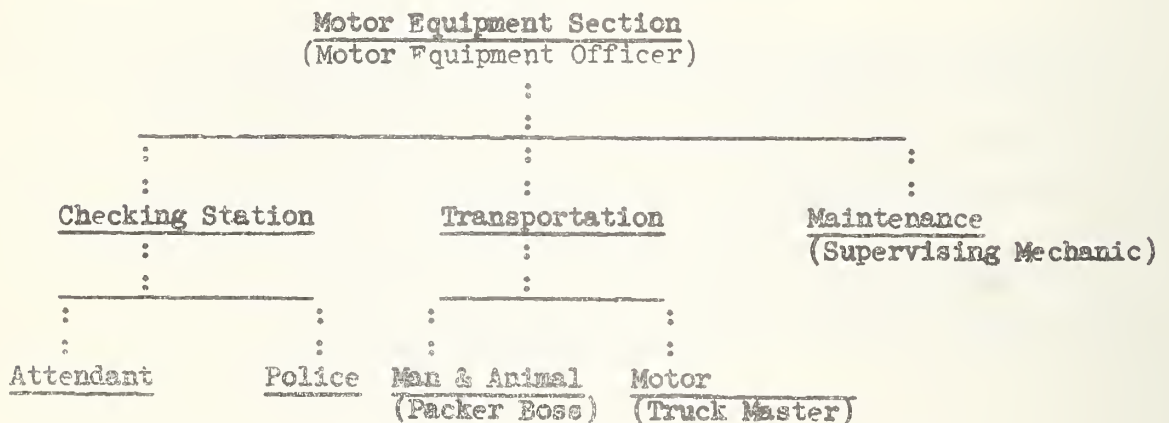 Motor Equipment Section
(Motor Equipment Officer)
Checking Station Transportation Maintenance
(Supervising Mechanic)
Attendant Police Man & Animal Motor
(Packer Boss) (Truck Master)